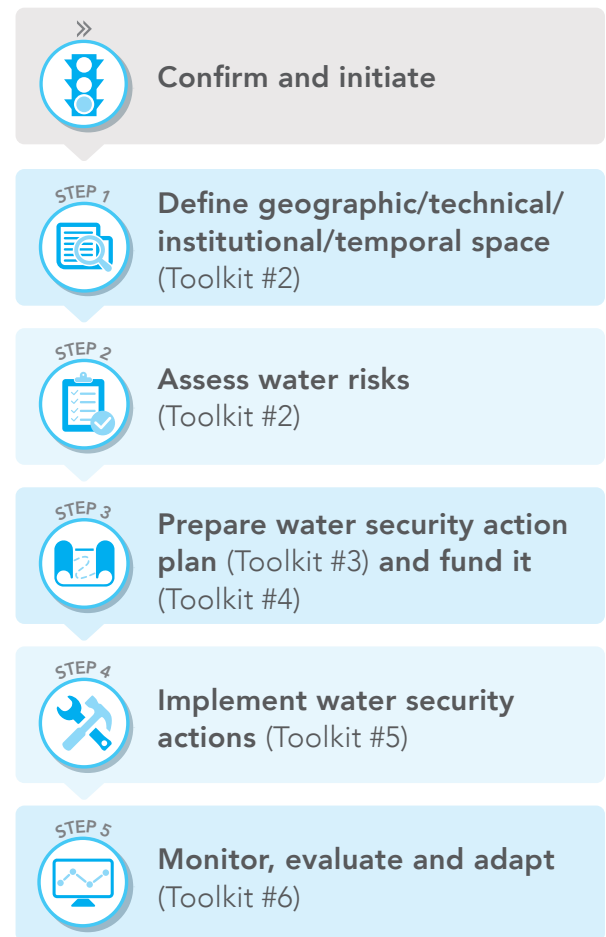 »
Confirm and initiate
STEP 1
Define geographic/technical/
institutional/temporal space
(Toolkit #2)
STEP 2
Assess water risks
(Toolkit #2)
STEP 3
Prepare water security action
plan (Toolkit #3) and fund it
(Toolkit #4)
STEP 4
Implement water security
actions (Toolkit #5)
STEP 5
Monitor, evaluate and adapt
(Toolkit #6)